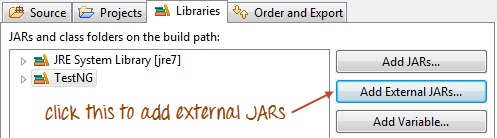 Source Projects Libraries Order and Export
JARs and class folders on the build path:
JRE System Library [jre7]
TestNG
Add JARs...
Add External JARs...
Add Variable...
click this to add external JARs